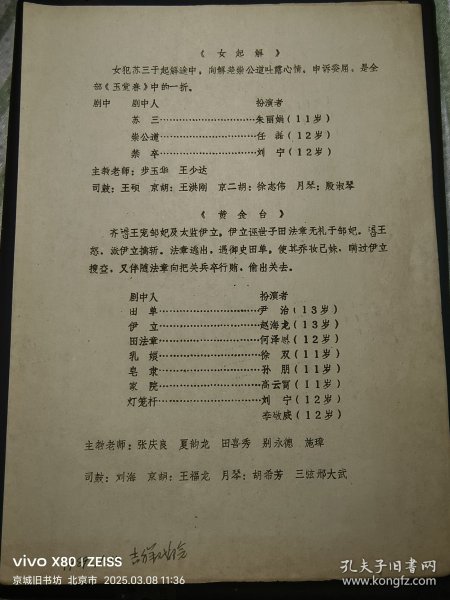 《女起解》
女犯苏三于起解途中，向解差崇公道吐露心情，申诉委屈，是全
部《玉堂春》中的一折。
剧中 剧中人 扮演者
苏三⋯⋯⋯⋯⋯⋯朱丽娟（11岁）
崇公道⋯⋯⋯⋯⋯⋯任 （12岁）
禁卒⋯⋯⋯⋯⋯⋯刘宁（12岁）
主教老师：步玉华 王少达
司鼓：王硕 京胡：王洪刚 京二胡：徐志伟 月琴：殷淑琴
《黄金台》
齐湣王宠邹妃及太监伊立。伊立诬世子田法章无礼于邹妃，湣王
怒，派伊立擒斩。法章逃出，遇御史田单，使其乔妆己妹，瞒过伊立
搜查，又伴随法章向把关兵卒行贿，偷出关去。
剧中人 扮演者
田单⋯⋯⋯⋯⋯⋯尹治（13岁）
伊立⋯⋯⋯⋯⋯⋯赵海龙（13岁）
田法章⋯⋯⋯⋯⋯⋯何泽 （12岁）
乳娘⋯⋯⋯⋯⋯⋯徐双（11岁）
皂隶⋯⋯⋯⋯⋯⋯孙朋（11岁）
家院⋯⋯⋯⋯⋯⋯高云霄（11岁）
灯笼杆⋯⋯⋯⋯⋯⋯刘宁（12岁）
李 威（12岁）
主教老师：张庆良 夏韵龙 田喜秀 别永德 施璋
司鼓：刘海 京胡：王福龙 月琴：胡希芳 三弦邢大武
vivo X80 | ZEISS
京城旧书坊 北京市 2025.03.08 11:36
孔夫子旧书网
www.kongfz.com